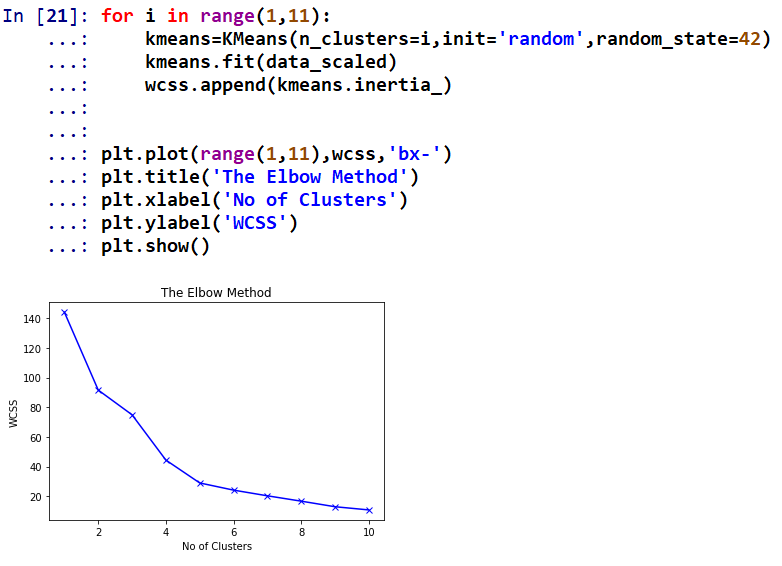 In [21]: for i in range(1,11):
    ...:     kmeans=KMeans(n_clusters=i,init='random',random_state=42)
    ...:     kmeans.fit(data_scaled)
    ...:     wcss.append(kmeans.inertia_)
    ...:
    ...:
    ...: plt.plot(range(1,11),wcss,'bx-')
    ...: plt.title('The Elbow Method')
    ...: plt.xlabel('No of Clusters')
    ...: plt.ylabel('WCSS')
    ...: plt.show()
The Elbow Method
140
120
100
80
60
40
20
WCSS
2 4 6 8 10
No of Clusters